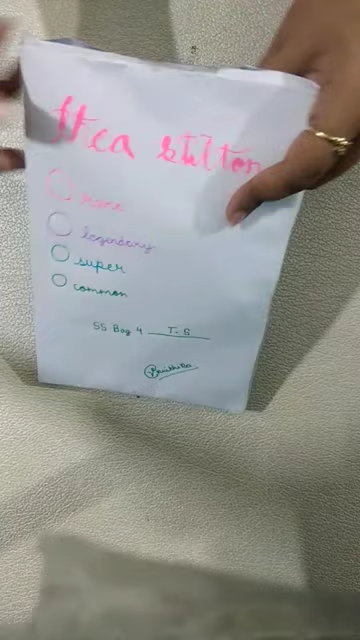 thea stilton
rare
legendary
super
common
SS Bag 4 T.S